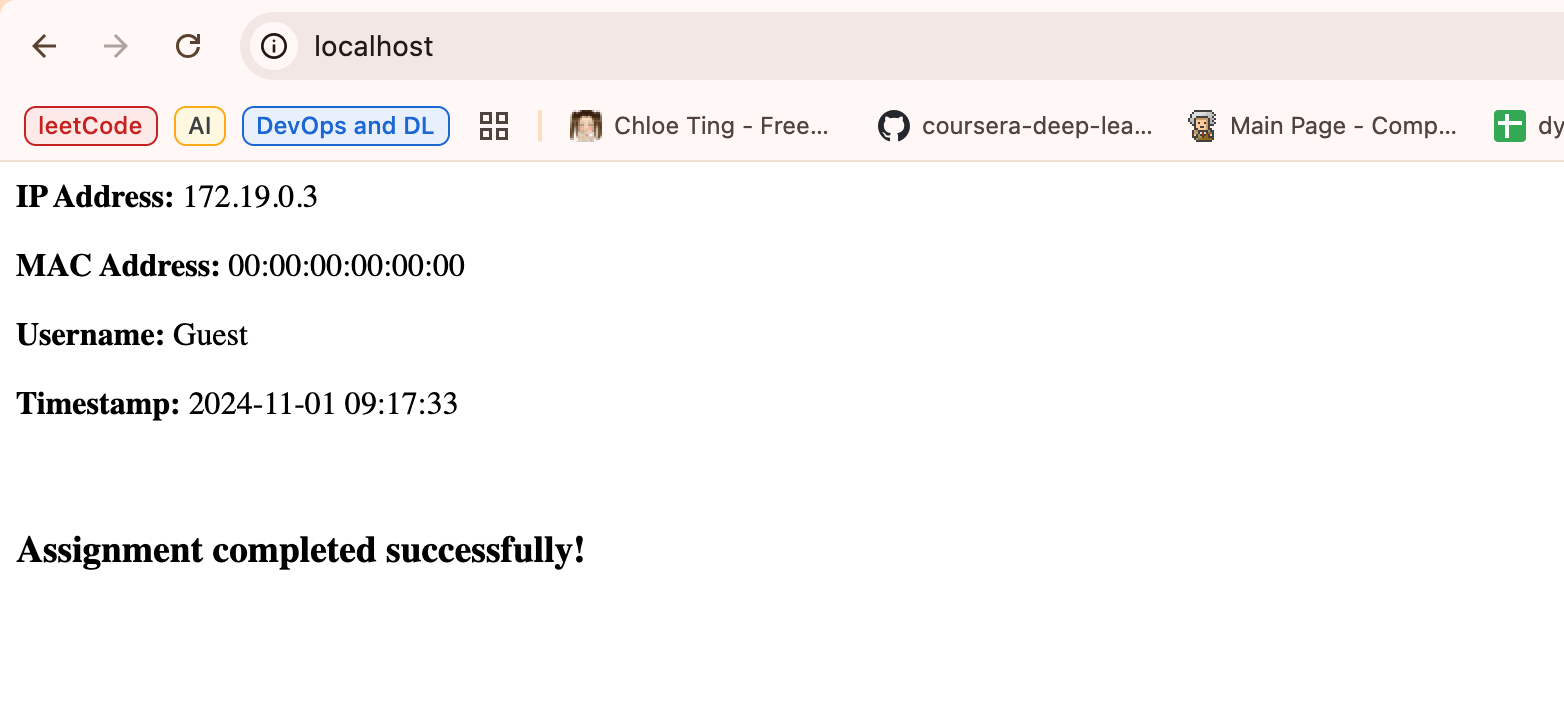 localhost
leetCode AI DevOps and DL Chloe Ting - Free... coursera-deep-lea... Main Page - Comp... dy
IP Address: 172.19.0.3
MAC Address: 00:00:00:00:00:00
Username: Guest
Timestamp: 2024-11-01 09:17:33
Assignment completed successfully!